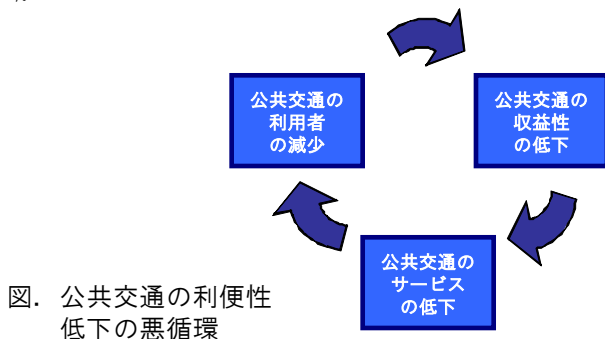 公共交通の
利用者
の減少
公共交通の
収益性
の低下
公共交通の
サービス
の低下
図．公共交通の利便性
低下の悪循環